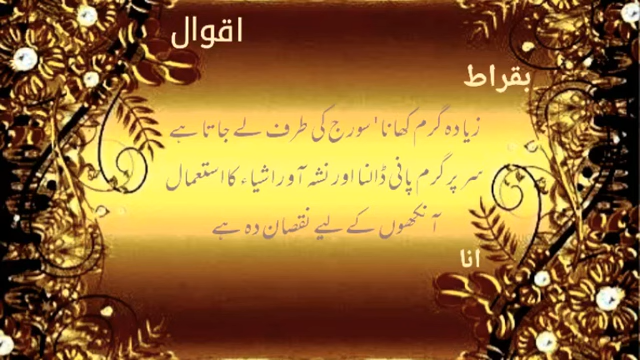 اقوال
بقراط
زیادہ گرم کھانا ' سورج کی طرف لے جاتا ہے
سر پر گرم پانی ڈالنا اور نشہ آور اشیاء کا استعمال
آنکھوں کے لیے نقصان دہ ہے
انا